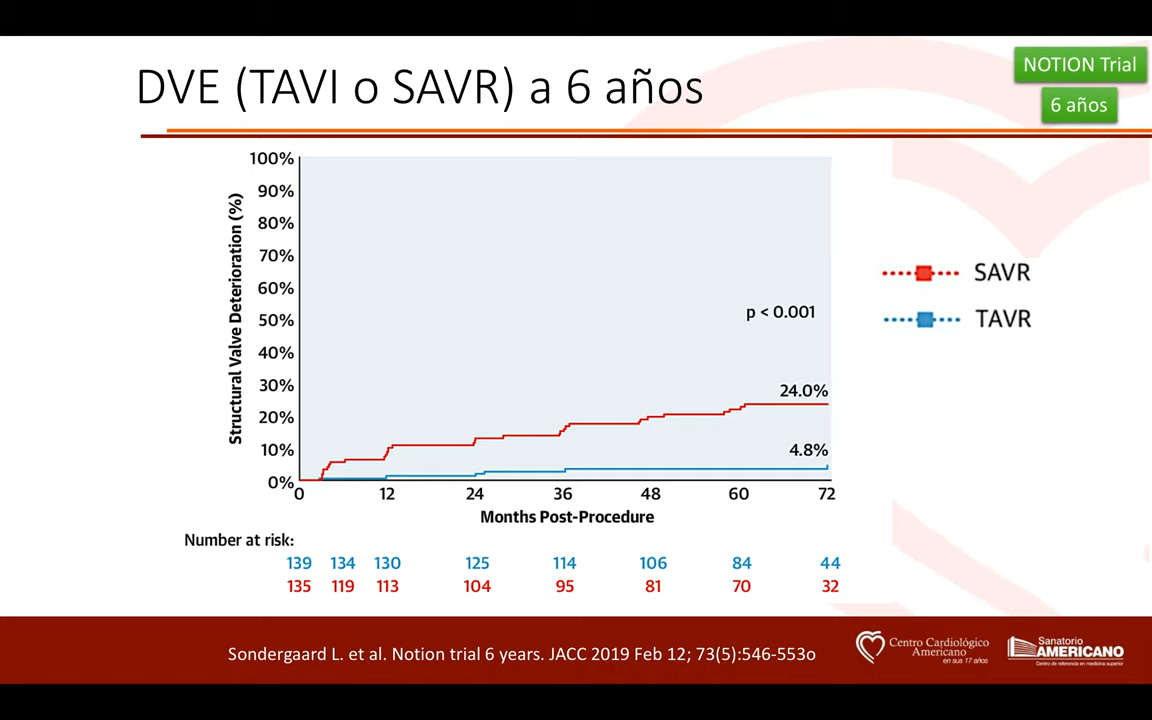 DVE (TAVI o SAVR) a 6 años
NOTION Trial
6 años
Structural Valve Deterioration (%)
100%
90%
80%
70%
60%
50%
40%
30%
20%
10%
0%
p < 0.001
24.0%
4.8%
SAVR
TAVR
0 12 24 36 48 60 72
Months Post-Procedure
Number at risk:
139 134 130 125 114 106 84 44
135 119 113 104 95 81 70 32
Sondergaard L. et al. Notion trial 6 years. JACC 2019 Feb 12; 73(5):546-553o
Centro Cardiológico
Americano
en sus 17 años
Sanatorio
AMERICANO
Centro de referencia en medicina superior